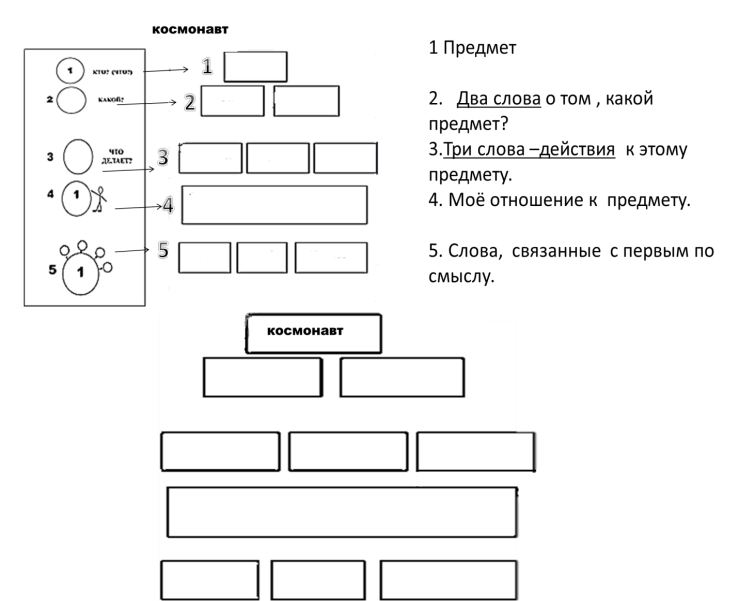 космонавт
1 КТО? (ЧТО?) 1
2 КАКОЙ? 2
3 ЧТО ДЕЛАЕТ? 3
4 1 4
5 1 5
1 Предмет
2. Два слова о том , какой
предмет?
3.Три слова –действия к этому
предмету.
4. Моё отношение к предмету.
5. Слова, связанные с первым по
смыслу.
космонавт